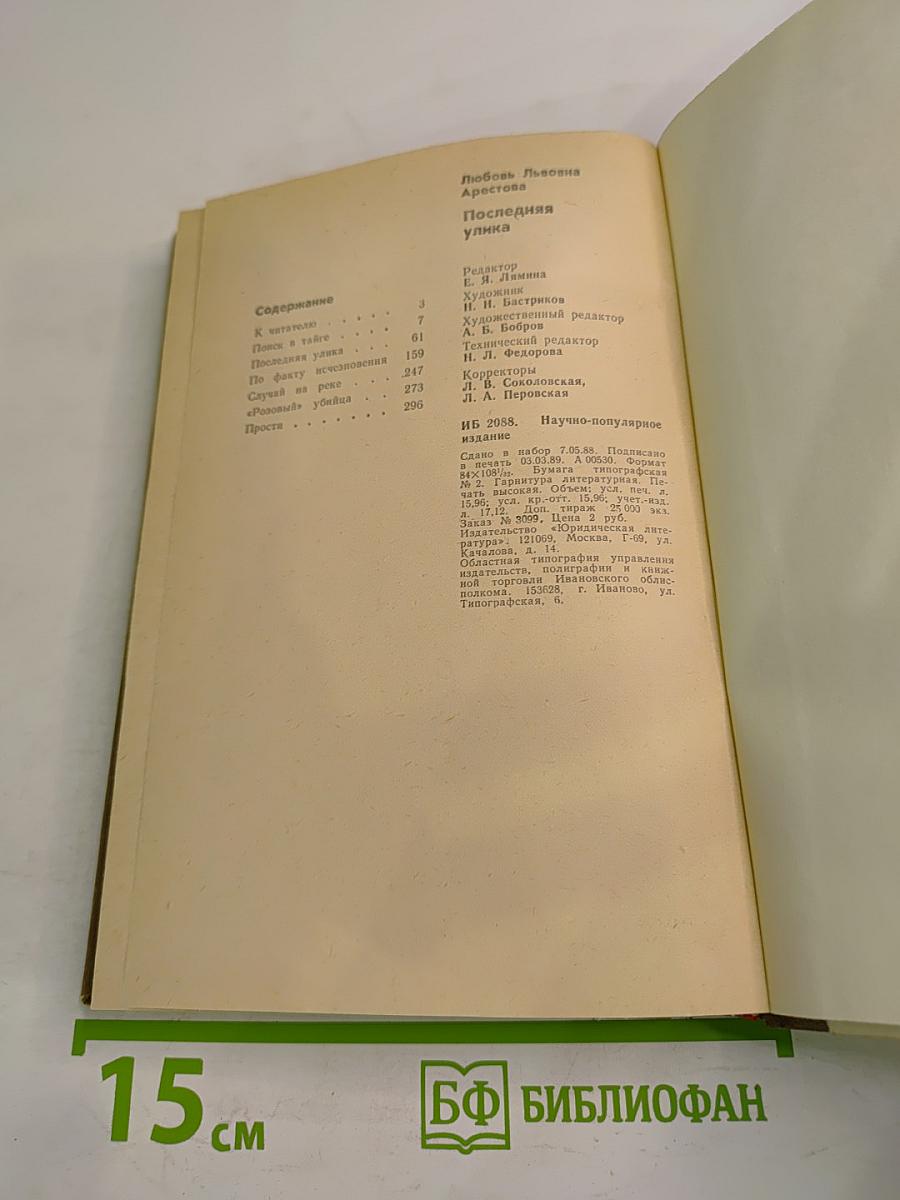 Содержание
К читателю . . . . . 3
Поиск в тайге . . . . 7
Последняя улика . . . 61
По факту исчезновения 159
Случай на реке . . . . 247
«Розовый» убийца . . 273
Прости . . . . . . . 296
Любовь Львовна
Арестова
Последняя
улика
Редактор
Е. Я. Лямина
Художник
Н. Н. Бастриков
Художественный редактор
А. Б. Бобров
Технический редактор
Н. Л. Федорова
Корректоры
Л. В. Соколовская,
Л. А. Перовская
ИБ 2088. Научно-популярное
издание
Сдано в набор 7.05.88. Подписано
в печать 03.03.89. А 00530. Формат
84×108¹/₃₂. Бумага типографская
№ 2. Гарнитура литературная. Пе-
чать высокая. Объем: усл. печ. л.
15,96; усл. кр.-отт. 15,96; учет.-изд.
л. 17,12. Доп. тираж 25 000 экз.
Заказ № 3099. Цена 2 руб.
Издательство «Юридическая лите-
ратура». 121069, Москва, Г-69, ул.
Качалова, д. 14.
Областная типография управления
издательств, полиграфии и книж-
ной торговли Ивановского облис-
полкома. 153628, г. Иваново, ул.
Типографская, 6.
15 см
БФ БИБЛИОФАН